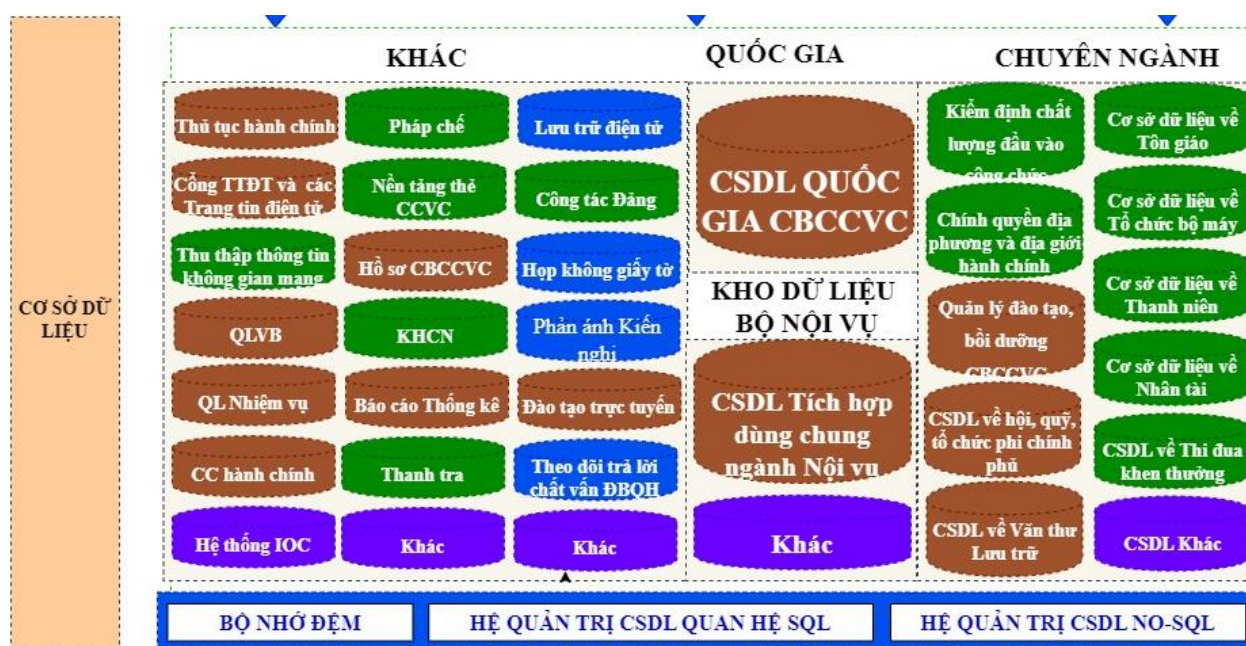 CƠ SỞ DỮ
LIỆU
KHÁC
Thủ tục hành chính
Pháp chế
Lưu trữ điện tử
Cổng TTĐT và các
Trang tin điện tử
Nền tảng thẻ
CCVC
Công tác Đảng
Thu thập thông tin
không gian mạng
Hồ sơ CBCCVC
Họp không giấy tờ
QLVB
KHCN
Phản ánh Kiến
nghị
QL Nhiệm vụ
Báo cáo Thống kê
Đào tạo trực tuyến
CC hành chính
Thanh tra
Theo dõi trả lời
chất vấn ĐBQH
Hệ thống IOC
Khác
Khác
QUỐC GIA
CSDL QUỐC
GIA CBCCVC
KHO DỮ LIỆU
BỘ NỘI VỤ
CSDL Tích hợp
dùng chung
ngành Nội vụ
Khác
CHUYÊN NGÀNH
Kiểm định chất
lượng đầu vào
công chức
Cơ sở dữ liệu về
Tôn giáo
Chính quyền địa
phương và địa giới
hành chính
Cơ sở dữ liệu về
Tổ chức bộ máy
Quản lý đào tạo,
bồi dưỡng
CBCCVC
Cơ sở dữ liệu về
Thanh niên
Cơ sở dữ liệu về
Nhân tài
CSDL về hội, quỹ,
tổ chức phi chính
phủ
CSDL về Thi đua
khen thưởng
CSDL về Văn thư
Lưu trữ
CSDL Khác
BỘ NHỚ ĐỆM
HỆ QUẢN TRỊ CSDL QUAN HỆ SQL
HỆ QUẢN TRỊ CSDL NO-SQL